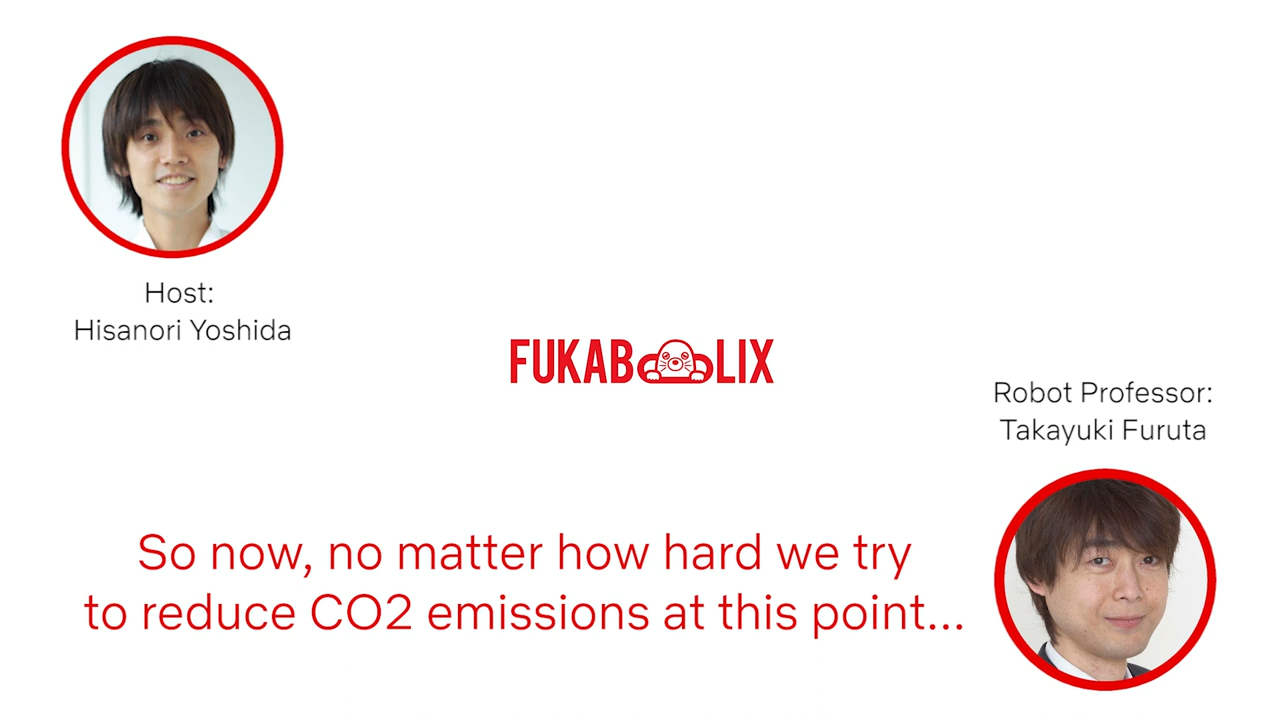 Host:
Hisanori Yoshida
FUKABOOLIX
Robot Professor:
Takayuki Furuta
So now, no matter how hard we try
to reduce CO2 emissions at this point...